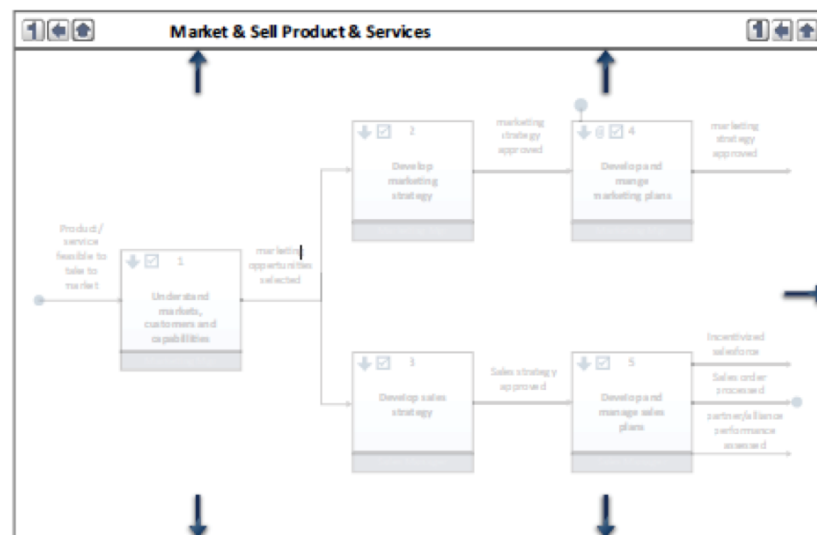 1
Market & Sell Product & Services
1
2
Develop
marketing
strategy
marketing
strategy
approved
4
Develop and
mange
marketing plans
marketing
strategy
approved
Product/
service
feasible to
take to
market
1
Understand
markets,
customers and
capabilities
marketing
opportunities
selected
3
Develop sales
strategy
Sales strategy
approved
5
Develop and
manage sales
plans
Incentivized
salesforce
Sales order
processed
partner/alliance
performance
assessed